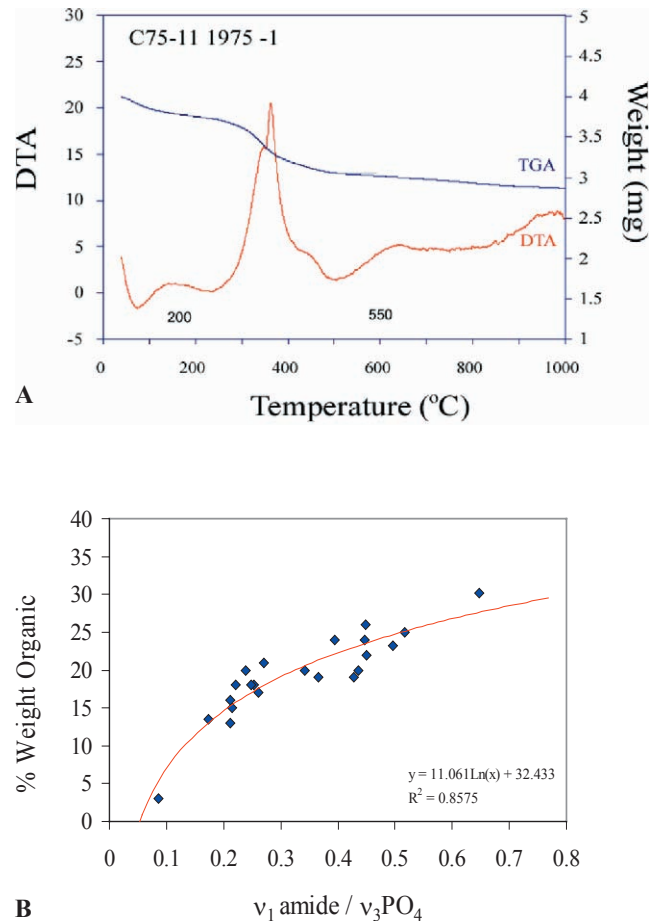 C75-11 1975 -1
30
25
20
15
10
5
0
-5
DTA
5
4.5
4
3.5
3
2.5
2
1.5
1
Weight (mg)
TGA
DTA
200
550
0 200 400 600 800 1000
Temperature (°C)
A
40
35
30
25
20
15
10
5
0
% Weight Organic
y = 11.061Ln(x) + 32.433
R² = 0.8575
0 0.1 0.2 0.3 0.4 0.5 0.6 0.7 0.8
ν₁ amide / ν₃PO₄
B